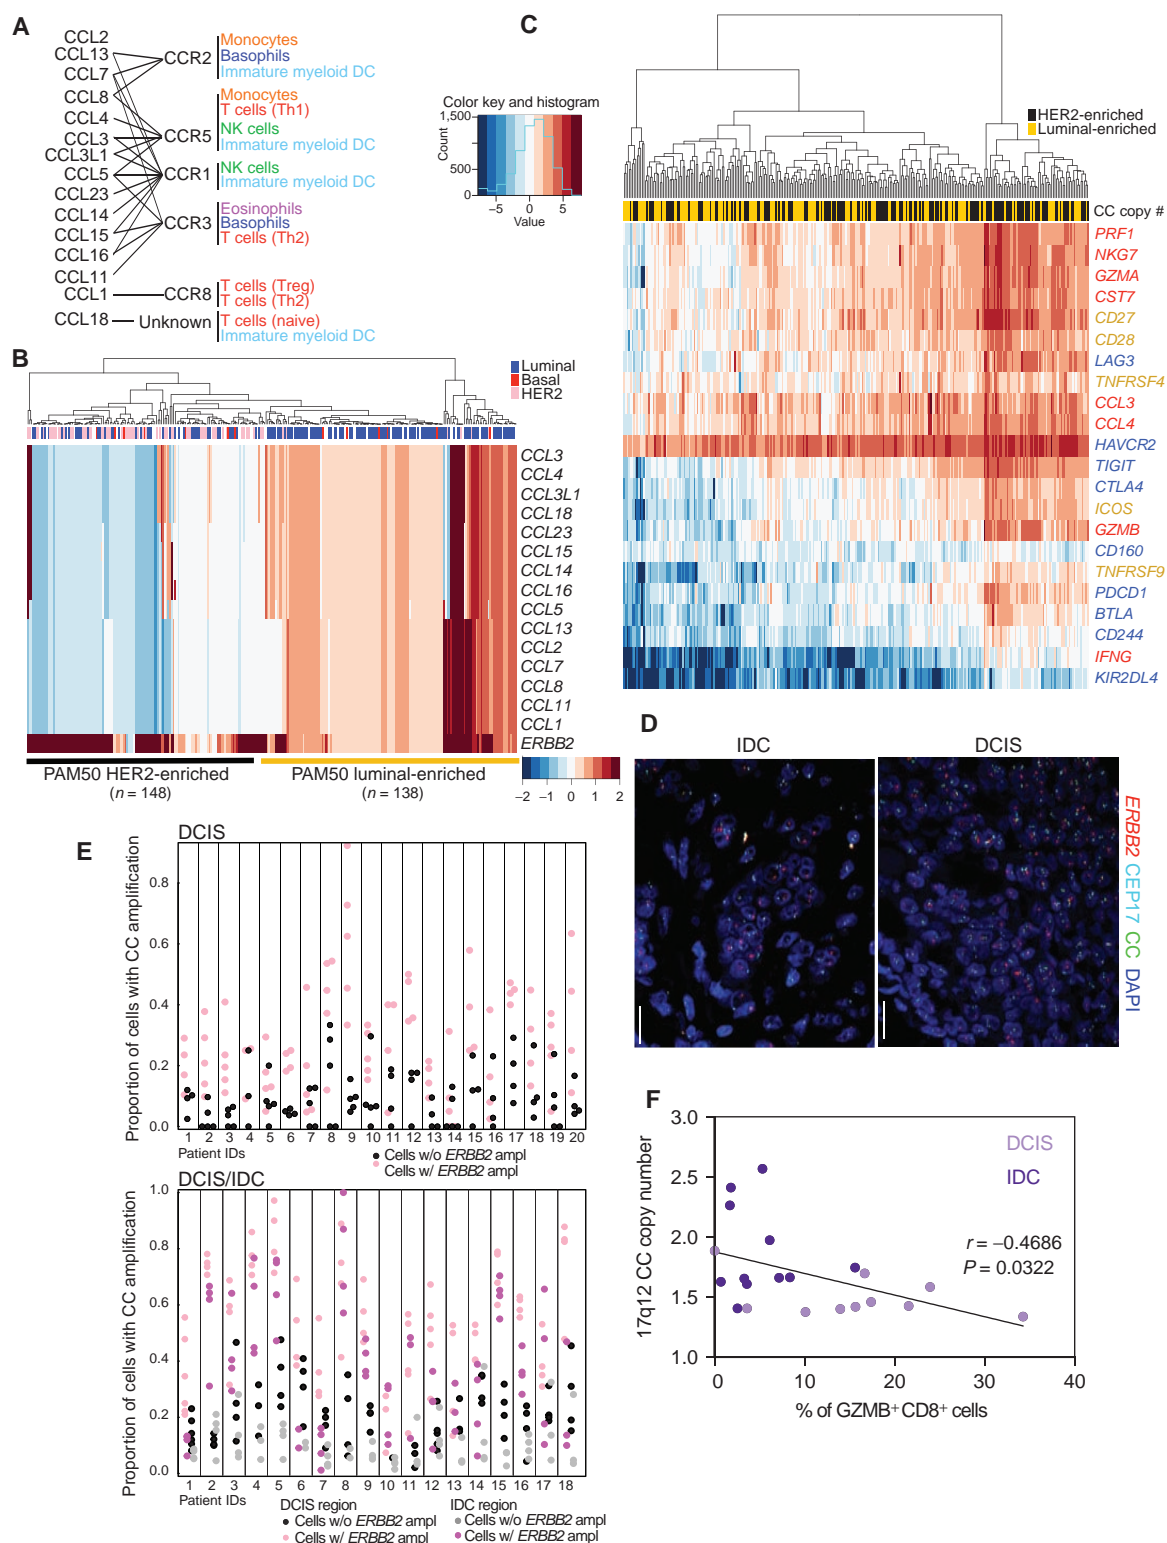 A
CCL2
CCL13
CCL7
CCL8
CCL4
CCL3
CCL3L1
CCL5
CCL23
CCL14
CCL15
CCL16
CCL11
CCL1
CCL18
CCR2
CCR5
CCR1
CCR3
CCR8
Unknown
Monocytes
Basophils
Immature myeloid DC
Monocytes
T cells (Th1)
NK cells
Immature myeloid DC
NK cells
Immature myeloid DC
Eosinophils
Basophils
T cells (Th2)
T cells (Treg)
T cells (Th2)
T cells (naive)
Immature myeloid DC
B
Luminal
Basal
HER2
CCL3
CCL4
CCL3L1
CCL18
CCL23
CCL15
CCL14
CCL16
CCL5
CCL13
CCL2
CCL7
CCL8
CCL11
CCL1
ERBB2
PAM50 HER2-enriched
(n = 148)
PAM50 luminal-enriched
(n = 138)
−2 −1 0 1 2
C
Color key and histogram
1,500
500
0
Count
−5 0 5
Value
HER2-enriched
Luminal-enriched
CC copy #
PRF1
NKG7
GZMA
CST7
CD27
CD28
LAG3
TNFRSF4
CCL3
CCL4
HAVCR2
TIGIT
CTLA4
ICOS
GZMB
CD160
TNFRSF9
PDCD1
BTLA
CD244
IFNG
KIR2DL4
D
IDC
DCIS
ERBB2 CEP17 CC DAPI
E
DCIS
Proportion of cells with CC amplification
0.8
0.6
0.4
0.2
0.0
1 2 3 4 5 6 7 8 9 10 11 12 13 14 15 16 17 18 19 20
Patient IDs
Cells w/o ERBB2 ampl
Cells w/ ERBB2 ampl
DCIS/IDC
Proportion of cells with CC amplification
1.0
0.8
0.6
0.4
0.2
0.0
1 2 3 4 5 6 7 8 9 10 11 12 13 14 15 16 17 18
Patient IDs
DCIS region
Cells w/o ERBB2 ampl
Cells w/ ERBB2 ampl
IDC region
Cells w/o ERBB2 ampl
Cells w/ ERBB2 ampl
F
17q12 CC copy number
3.0
2.5
2.0
1.5
1.0
DCIS
IDC
r = −0.4686
P = 0.0322
0 10 20 30 40
% of GZMB⁺CD8⁺ cells